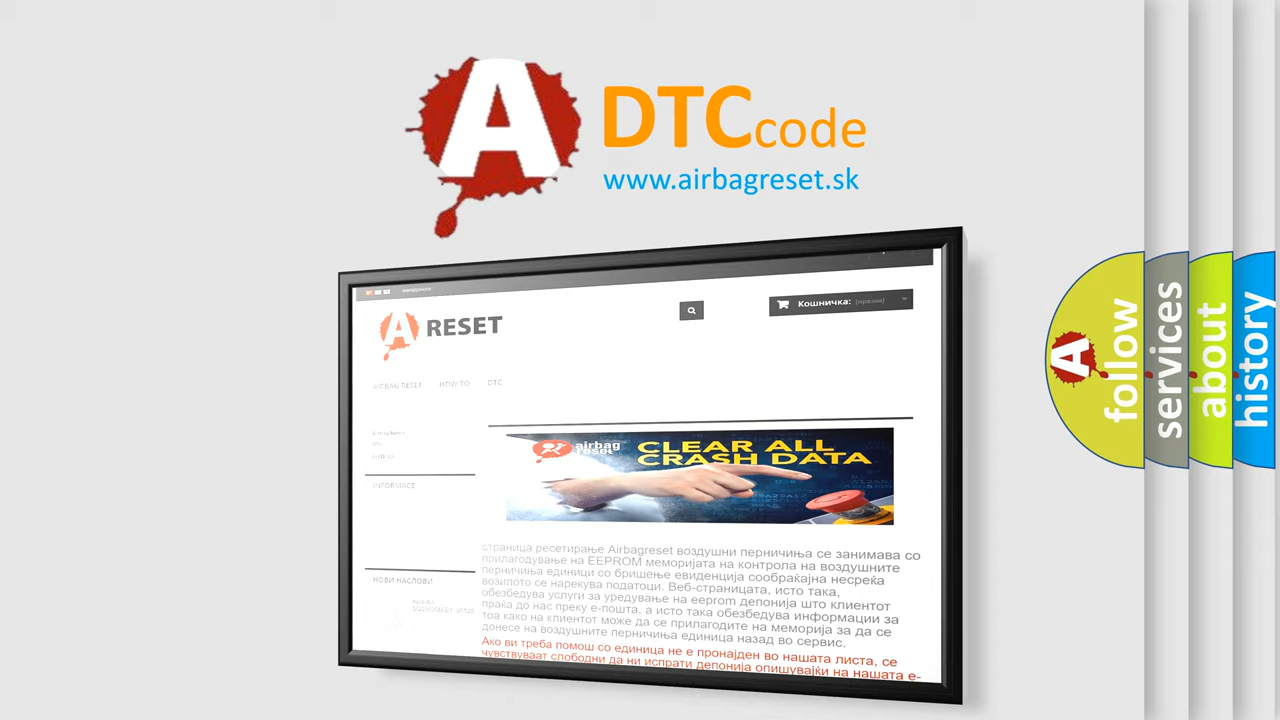 A
DTCcode
www.airbagreset.sk
Кошничка: (празен)
A RESET
AIRBAG RESET HOW TO DTC
airbag
reset
CLEAR ALL
CRASH DATA
INFORMACE
страница ресетирање Airbagreset воздушни перничиња се занимава со
прилагодување на EEPROM меморијата на контрола на воздушните
перничиња единици со бришење евиденција сообраќајна несреќа
возилото се нарекува податоци. Веб-страницата, исто така,
обезбедува услуги за уредување на eeprom депонија што клиентот
праќа до нас преку е-пошта, а исто така обезбедува информации за
тоа како на клиентот може да се прилагодите на меморија за да се
донесе на воздушните перничиња единица назад во сервис.
НОВИ НАСЛОВИ
Ако ви треба помош со единица не е пронајден во нашата листа, се
чувствуваат слободни да ни испрати депонија опишувајќи на нашата е-
A follow
services
about
history